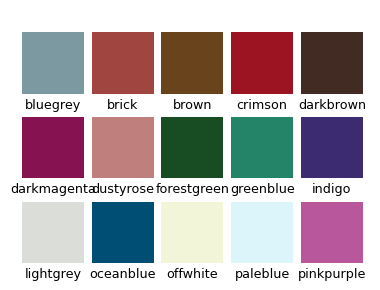 bluegrey brick brown crimson darkbrown
darkmagenta dustyrose forestgreen greenblue indigo
lightgrey oceanblue offwhite paleblue pinkpurple